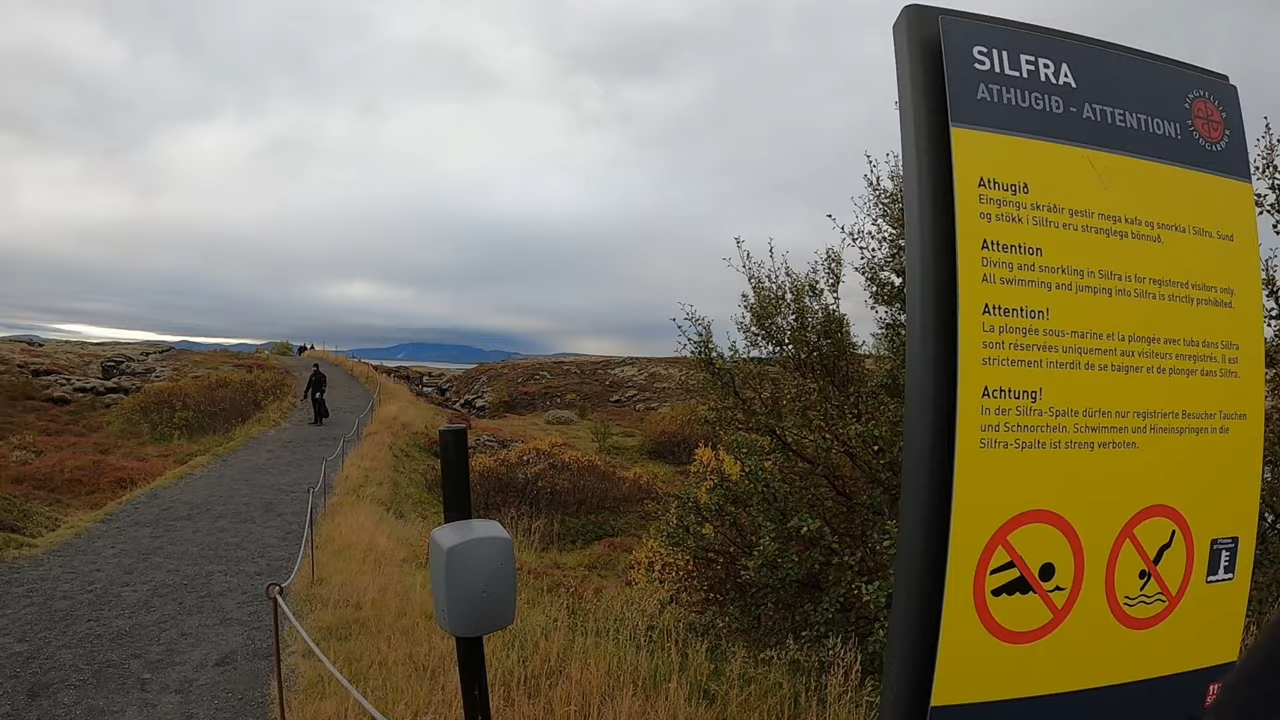 SILFRA
ATHUGIÐ - ATTENTION!
ÞINGVELLIR
ÞJÓÐGARÐUR
Athugið
Eingöngu skráðir gestir mega kafa og snorkla í Silfru. Sund
og stökk í Silfru eru stranglega bönnuð.
Attention
Diving and snorkling in Silfra is for registered visitors only.
All swimming and jumping into Silfra is strictly prohibited.
Attention!
La plongée sous-marine et la plongée avec tuba dans Silfra
sont réservées uniquement aux visiteurs enregistrés. Il est
strictement interdit de se baigner et de plonger dans Silfra.
Achtung!
In der Silfra-Spalte dürfen nur registrierte Besucher Tauchen
und Schnorcheln. Schwimmen und Hineinspringen in die
Silfra-Spalte ist streng verboten.